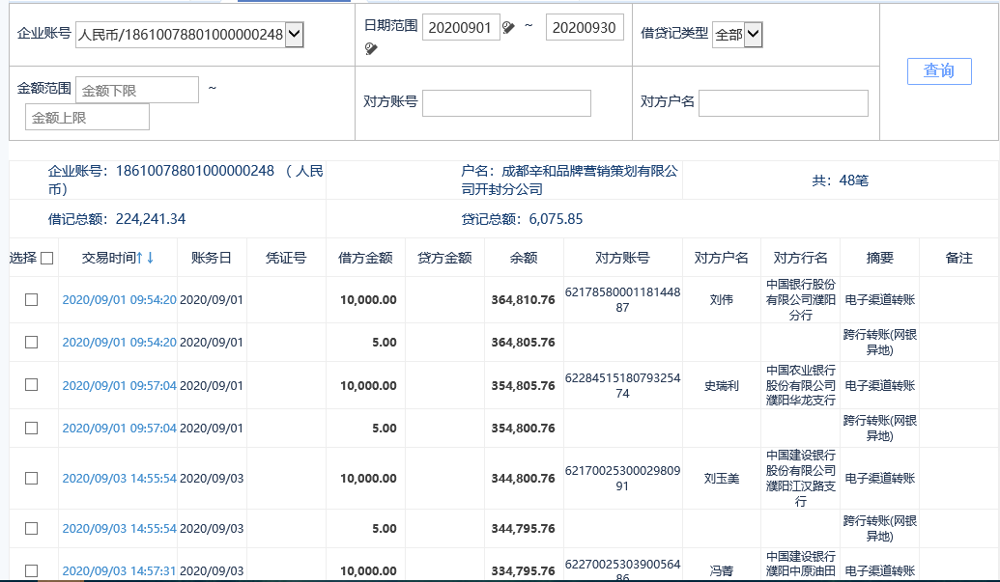 企业账号 人民币/18610078801000000248
日期范围 20200901 ~ 20200930
借贷记类型 全部
查询
金额范围 金额下限 ~
金额上限
对方账号
对方户名
企业账号：18610078801000000248 （ 人民
币）
户名：成都辛和品牌营销策划有限公
司开封分公司
共：48笔
借记总额：224,241.34
贷记总额：6,075.85
选择 交易时间↑↓ 账务日 凭证号 借方金额 贷方金额 余额 对方账号 对方户名 对方行名 摘要 备注
2020/09/01 09:54:20 2020/09/01 10,000.00 364,810.76
62178580001181448
87
刘伟
中国银行股份
有限公司濮阳
分行
电子渠道转账
2020/09/01 09:54:20 2020/09/01 5.00 364,805.76
跨行转账(网银
异地)
2020/09/01 09:57:04 2020/09/01 10,000.00 354,805.76
62284515180793254
74
史瑞利
中国农业银行
股份有限公司
濮阳华龙支行
电子渠道转账
2020/09/01 09:57:04 2020/09/01 5.00 354,800.76
跨行转账(网银
异地)
2020/09/03 14:55:54 2020/09/03 10,000.00 344,800.76
62170025300029809
91
刘玉美
中国建设银行
股份有限公司
濮阳江汉路支
行
电子渠道转账
2020/09/03 14:55:54 2020/09/03 5.00 344,795.76
跨行转账(网银
异地)
2020/09/03 14:57:31 2020/09/03 10,000.00 334,795.76
62270025303900564
86
冯菁
中国建设银行
濮阳中原油田
电子渠道转账